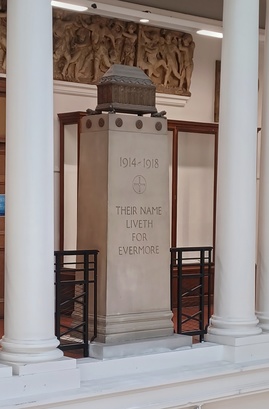 1914-1918
THEIR NAME
LIVETH
FOR
EVERMORE